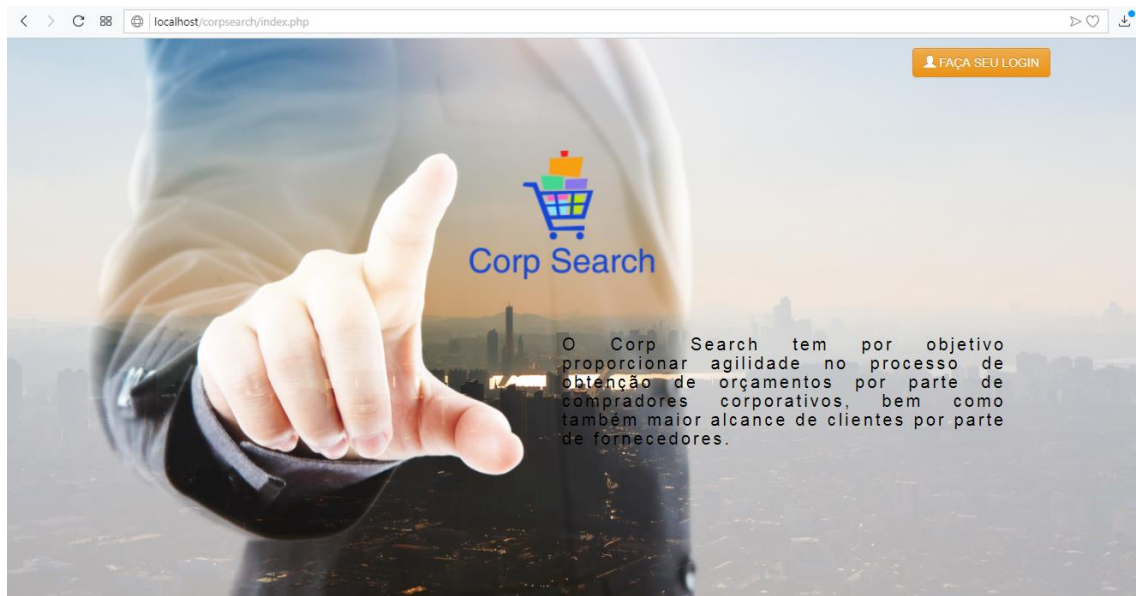 localhost/corpsearch/index.php
FAÇA SEU LOGIN
Corp Search
O Corp Search tem por objetivo
proporcionar agilidade no processo de
obtenção de orçamentos por parte de
compradores corporativos, bem como
também maior alcance de clientes por parte
de fornecedores.